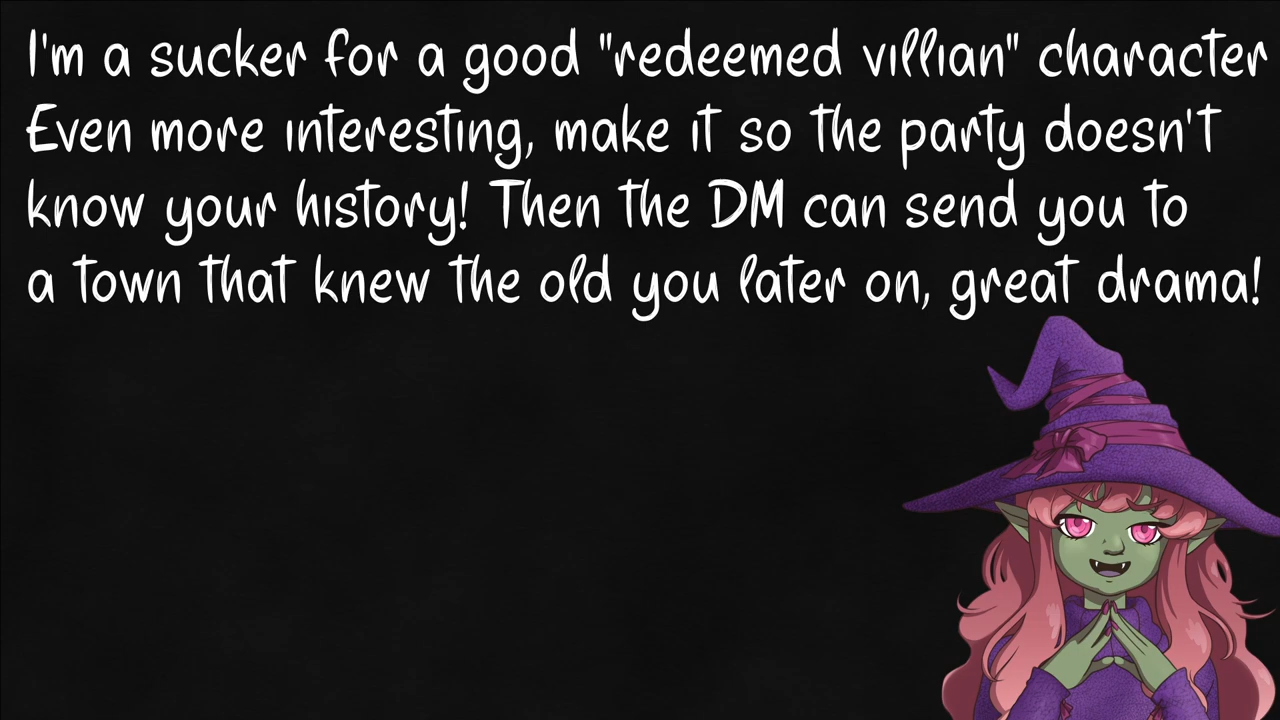 I'm a sucker for a good "redeemed villian" character
Even more interesting, make it so the party doesn't
know your history! Then the DM can send you to
a town that knew the old you later on, great drama!